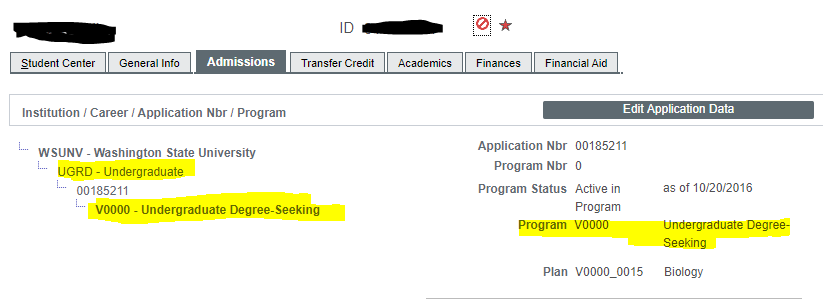 ID
Student Center General Info Admissions Transfer Credit Academics Finances Financial Aid
Institution / Career / Application Nbr / Program
Edit Application Data
WSUNV - Washington State University
UGRD - Undergraduate
00185211
V0000 - Undergraduate Degree-Seeking
Application Nbr 00185211
Program Nbr 0
Program Status Active in as of 10/20/2016
Program
Program V0000 Undergraduate Degree-
Seeking
Plan V0000_0015 Biology